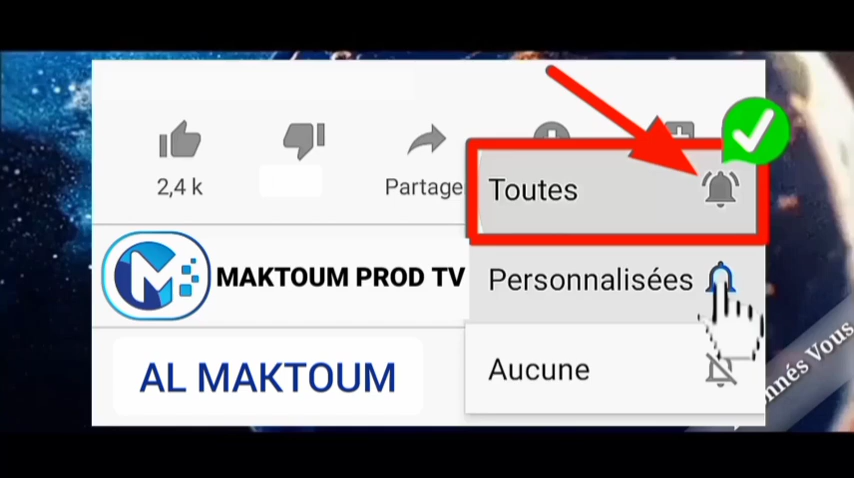 2,4 k
Partage
Toutes
MAKTOUM PROD TV
Personnalisées
AL MAKTOUM
Aucune
nnés Vous